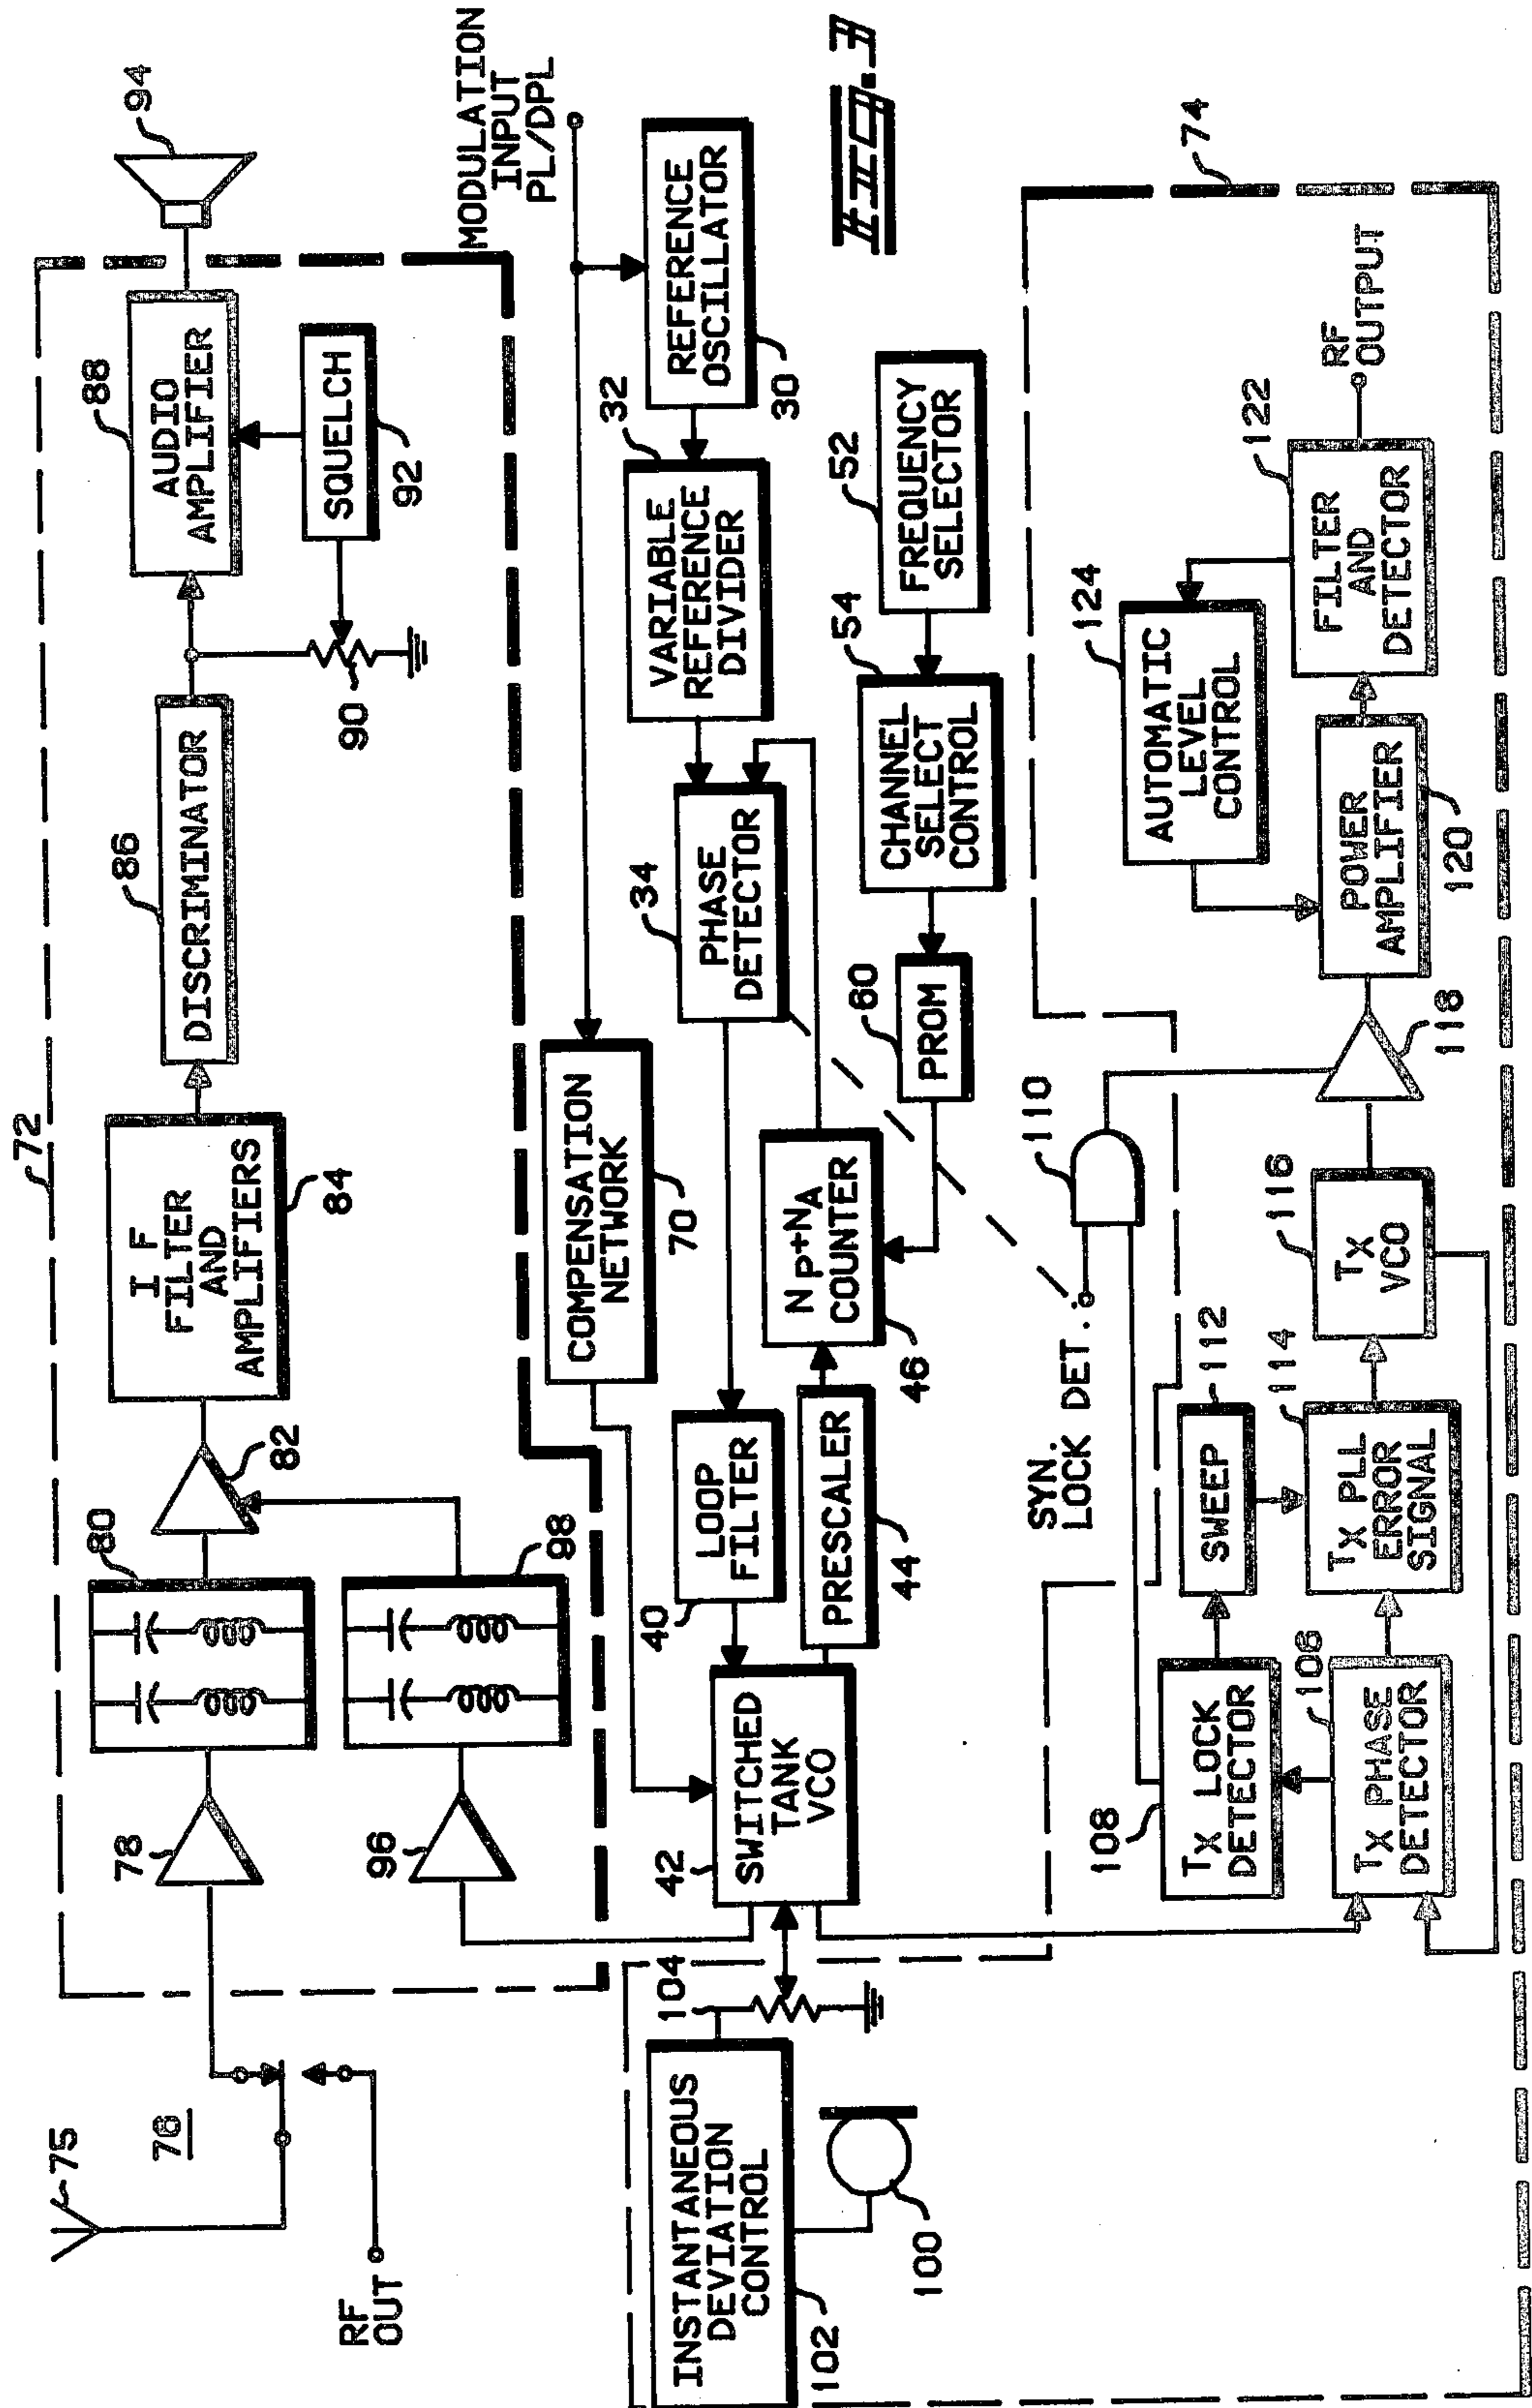 72
75
76
RF
OUT
78
80
82
I F
FILTER
AND
AMPLIFIERS
84
86
DISCRIMINATOR
88
AUDIO
AMPLIFIER
90
SQUELCH
92
94
96
98
MODULATION
INPUT
PL/DPL
COMPENSATION
NETWORK
70
REFERENCE
OSCILLATOR
30
32
VARIABLE
REFERENCE
DIVIDER
34
PHASE
DETECTOR
LOOP
FILTER
40
42
SWITCHED
TANK
VCO
PRESCALER
44
NP+NA
COUNTER
46
60
PROM
54
CHANNEL
SELECT
CONTROL
52
FREQUENCY
SELECTOR
FIG. 3
INSTANTANEOUS
DEVIATION
CONTROL
102
100
104
SYN.
LOCK DET.
110
74
108
TX LOCK
DETECTOR
106
TX PHASE
DETECTOR
SWEEP
112
114
TX PLL
ERROR
SIGNAL
116
TX
VCO
118
POWER
AMPLIFIER
120
124
AUTOMATIC
LEVEL
CONTROL
122
FILTER
AND
DETECTOR
RF
OUTPUT